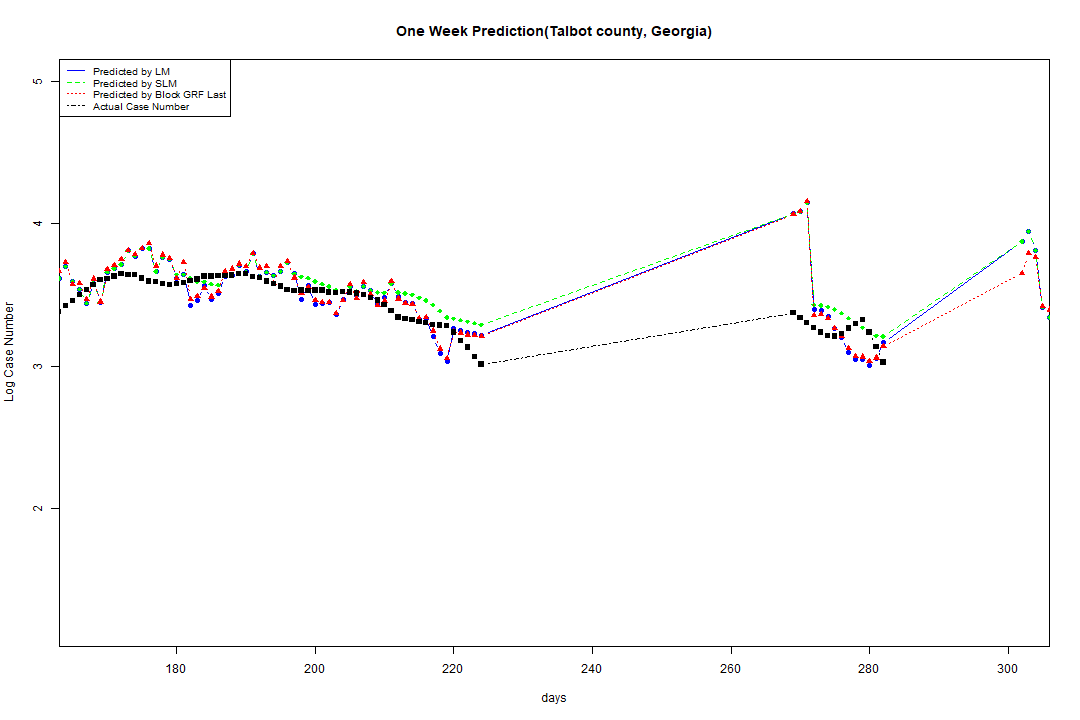 One Week Prediction(Talbot county, Georgia)
Predicted by LM
Predicted by SLM
Predicted by Block GRF Last
Actual Case Number
5
4
3
2
Log Case Number
180
200
220
240
260
280
300
days